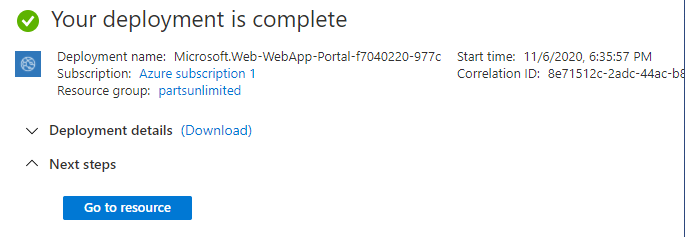 Your deployment is complete
Deployment name: Microsoft.Web-WebApp-Portal-f7040220-977c Start time: 11/6/2020, 6:35:57 PM
Subscription: Azure subscription 1 Correlation ID: 8e71512c-2adc-44ac-b8
Resource group: partsunlimited
Deployment details (Download)
Next steps
Go to resource